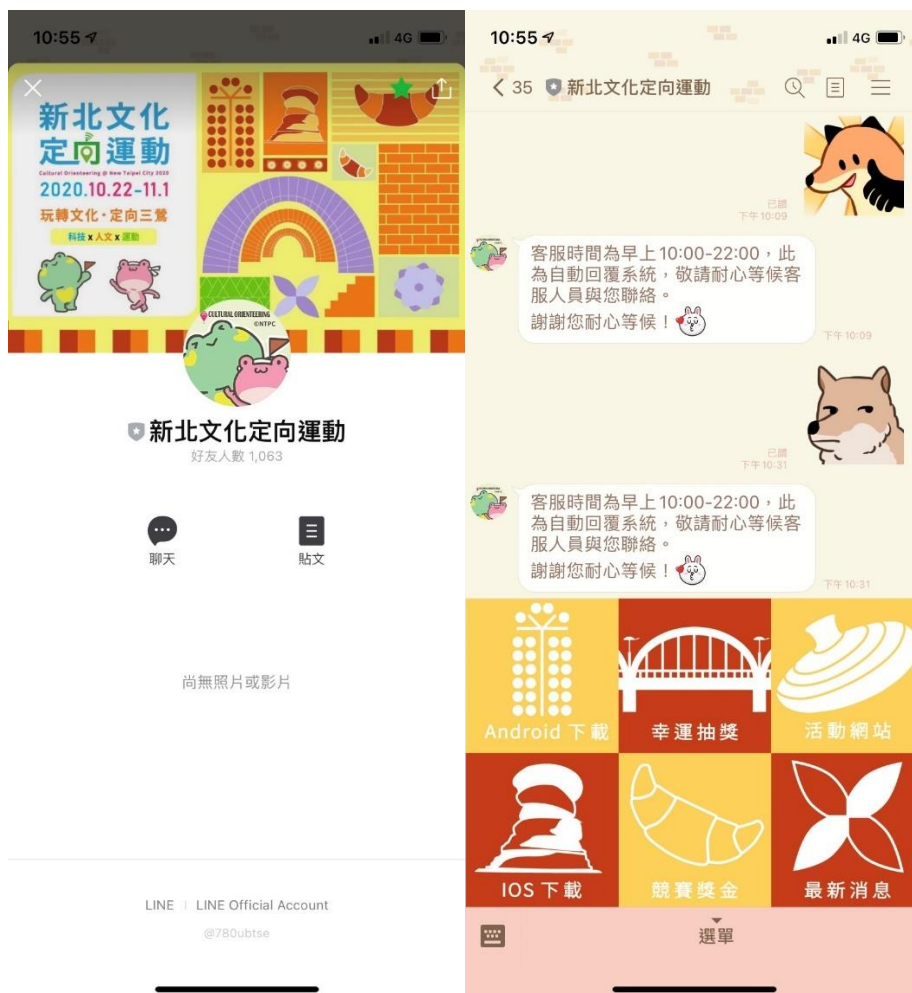 10:55
4G
新北文化
定向運動
Cultural Orienteering @ New Taipei City 2020
2020.10.22-11.1
玩轉文化・定向三鶯
科技 x 人文 x 運動
CULTURAL ORIENTEERING
©NTPC
新北文化定向運動
好友人數 1,063
聊天
貼文
尚無照片或影片
LINE | LINE Official Account
@780ubtse
10:55
4G
35 新北文化定向運動
已讀
下午10:09
客服時間為早上10:00-22:00，此
為自動回覆系統，敬請耐心等候客
服人員與您聯絡。
謝謝您耐心等候！
下午10:09
已讀
下午10:31
客服時間為早上10:00-22:00，此
為自動回覆系統，敬請耐心等候客
服人員與您聯絡。
謝謝您耐心等候！
下午10:31
Android 下載
幸運抽獎
活動網站
IOS 下載
競賽獎金
最新消息
選單